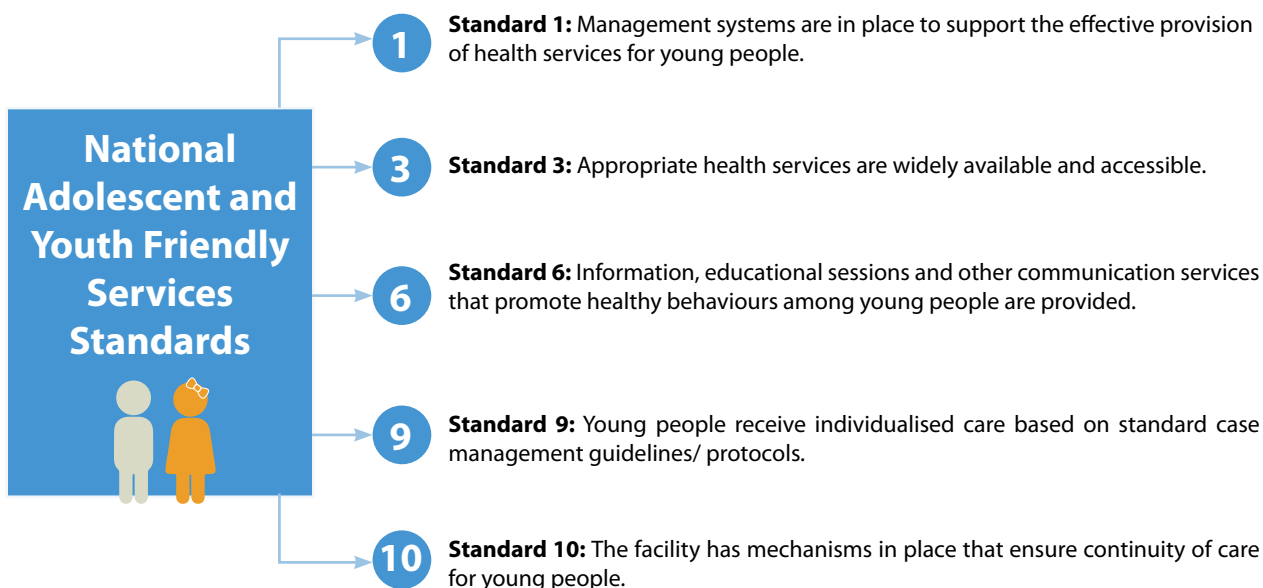 National
Adolescent and
Youth Friendly
Services
Standards
1
Standard 1: Management systems are in place to support the effective provision
of health services for young people.
3
Standard 3: Appropriate health services are widely available and accessible.
6
Standard 6: Information, educational sessions and other communication services
that promote healthy behaviours among young people are provided.
9
Standard 9: Young people receive individualised care based on standard case
management guidelines/ protocols.
10
Standard 10: The facility has mechanisms in place that ensure continuity of care
for young people.